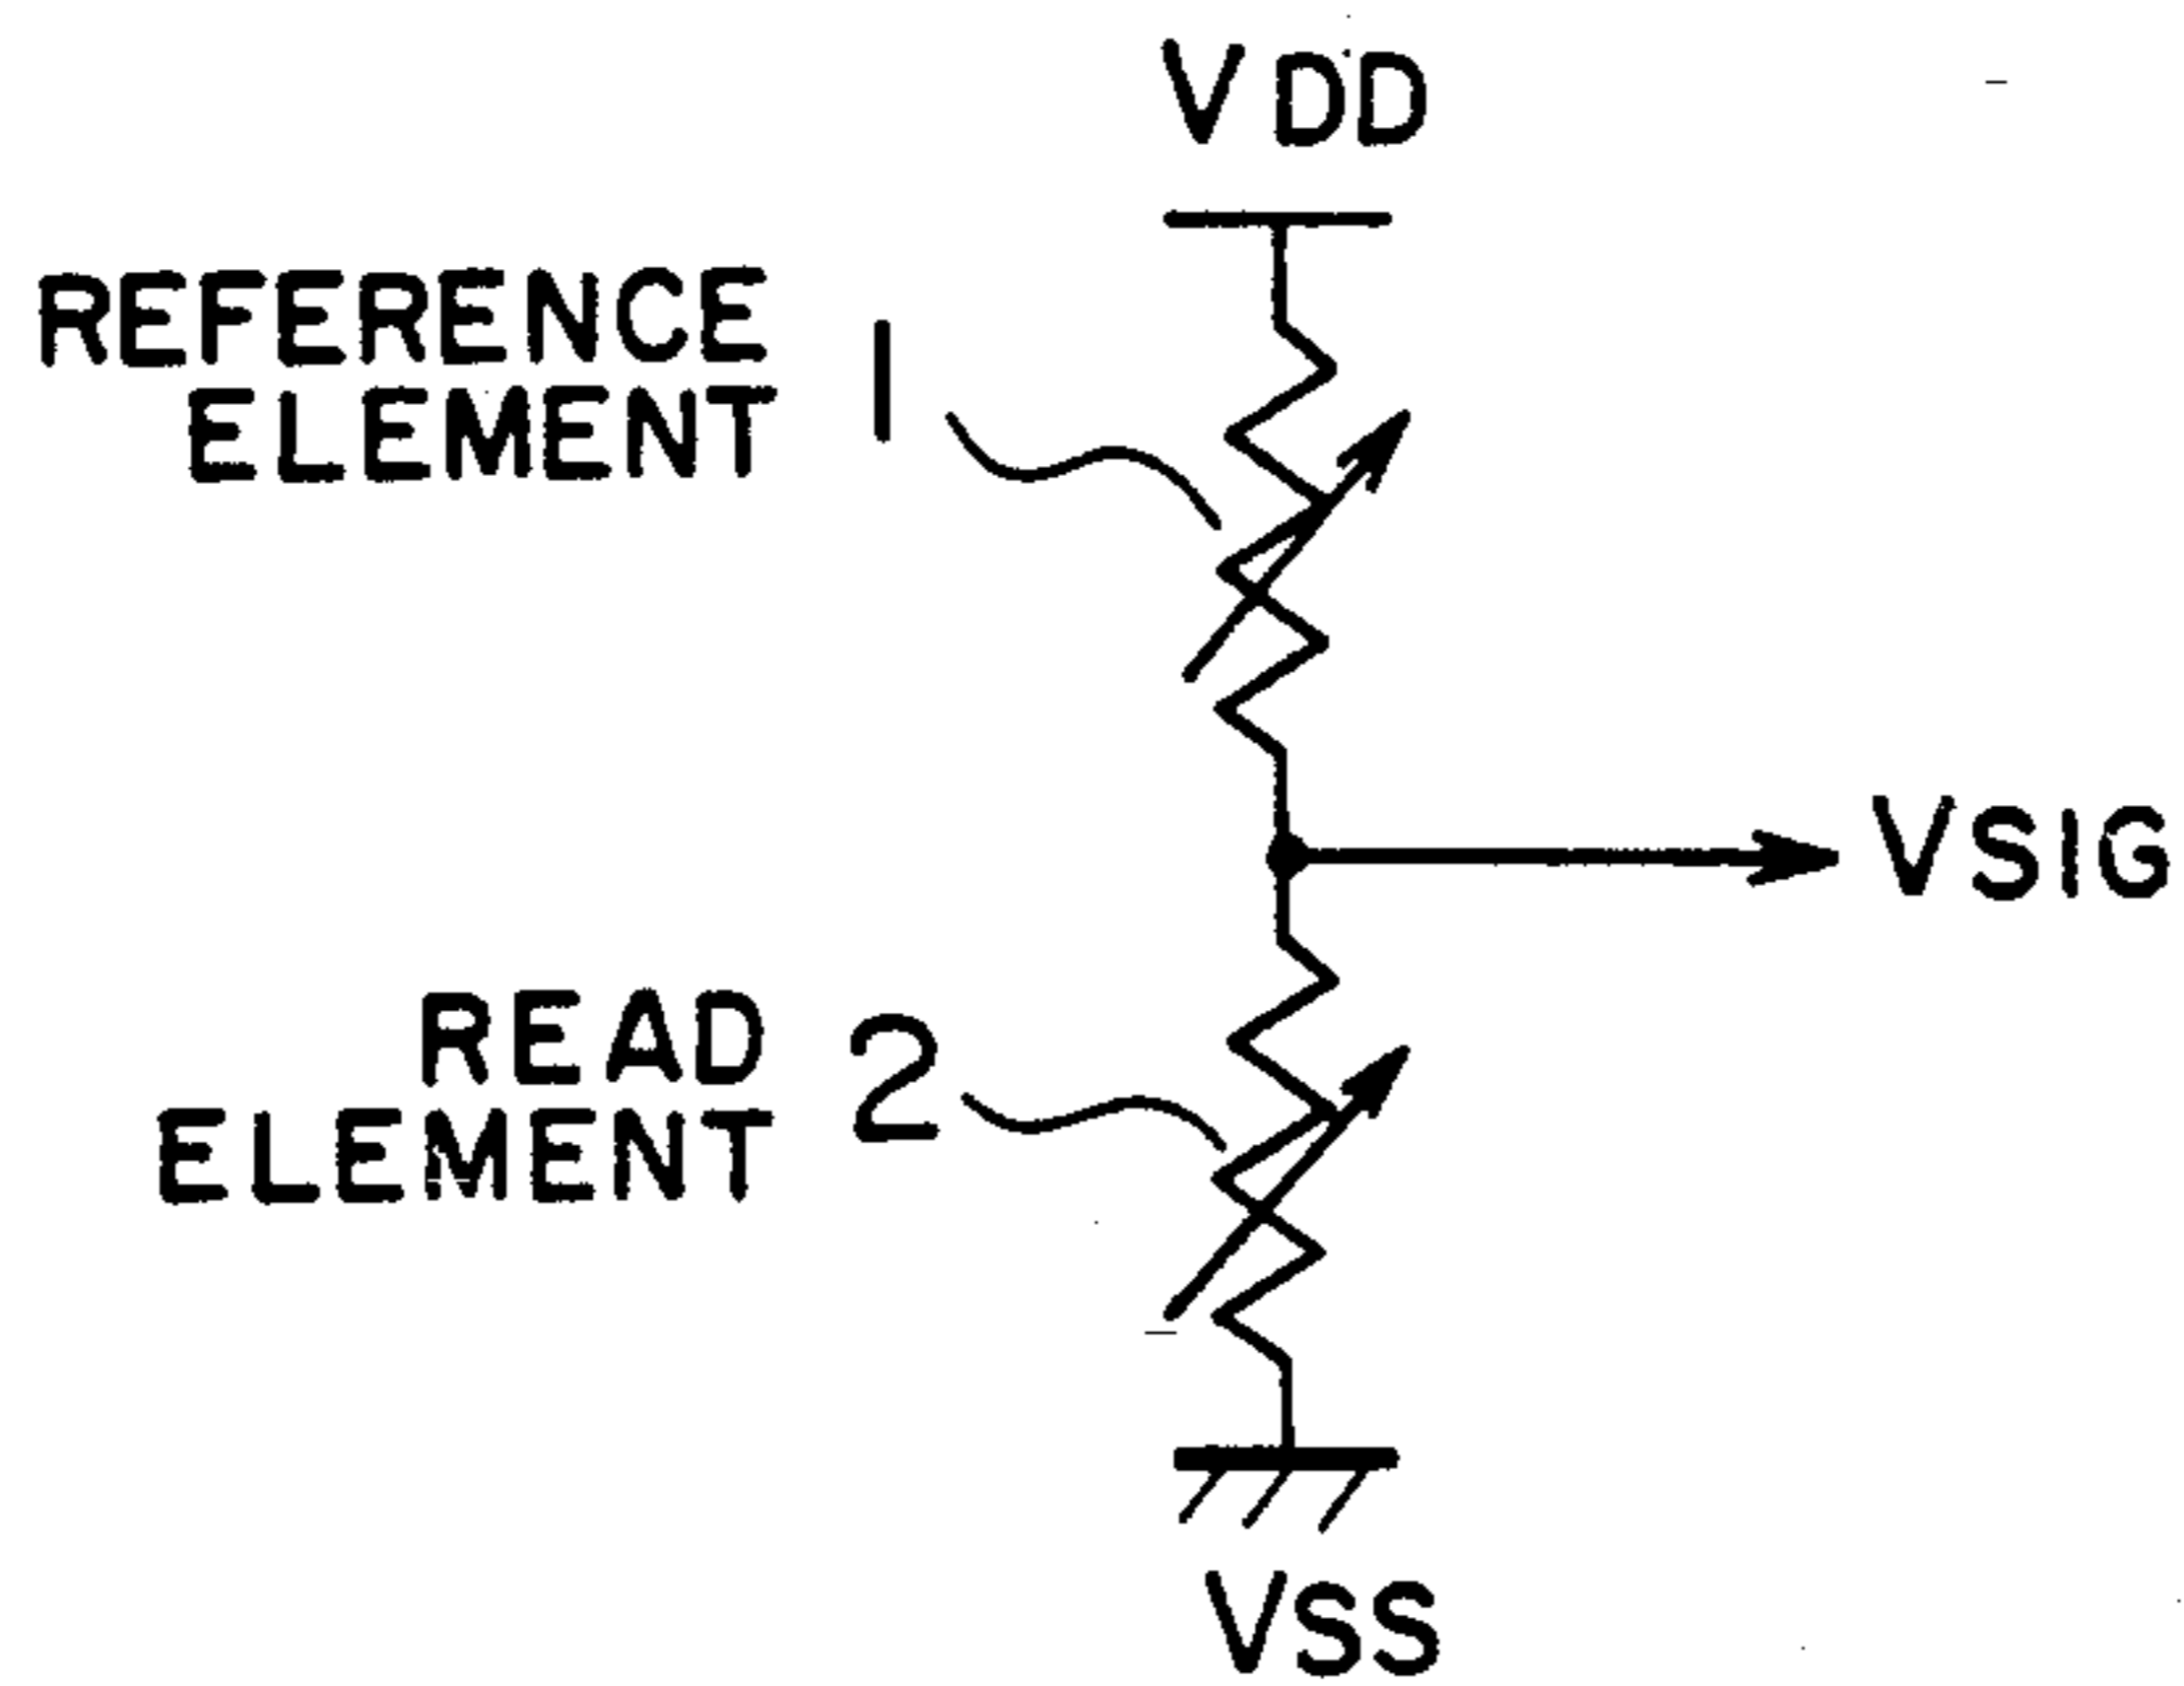 VDD
REFERENCE
ELEMENT 1
VSIG
READ
ELEMENT 2
VSS